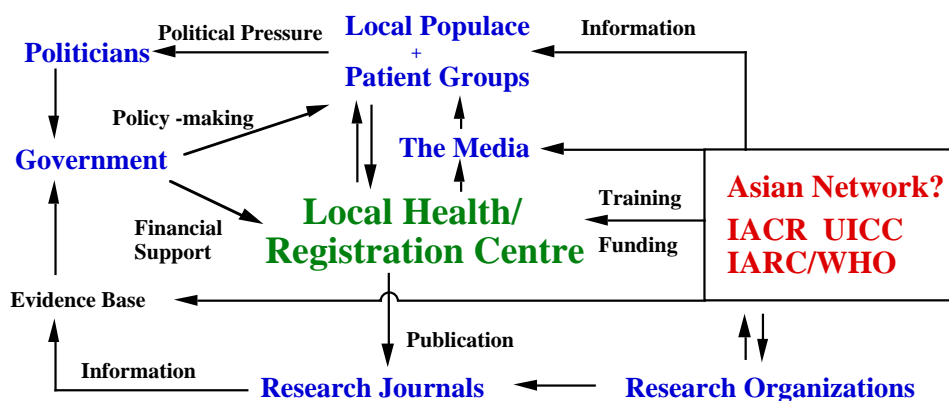 Political Pressure
Local Populace
+
Patient Groups
Information
Politicians
Policy -making
The Media
Government
Asian Network?
IACR UICC
IARC/WHO
Local Health/
Registration Centre
Training
Funding
Financial
Support
Evidence Base
Publication
Information
Research Journals
Research Organizations